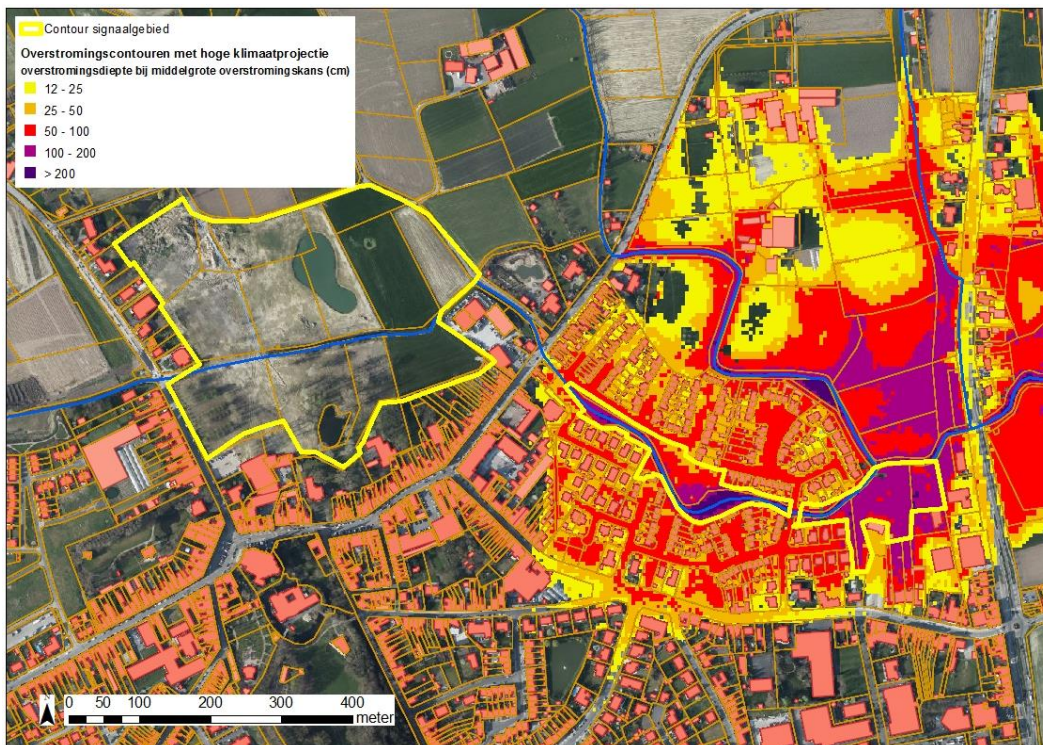 Contour signaalgebied
Overstromingscontouren met hoge klimaatprojectie
overstromingsdiepte bij middelgrote overstromingskans (cm)
12 - 25
25 - 50
50 - 100
100 - 200
> 200
N
0 50 100 200 300 400
meter